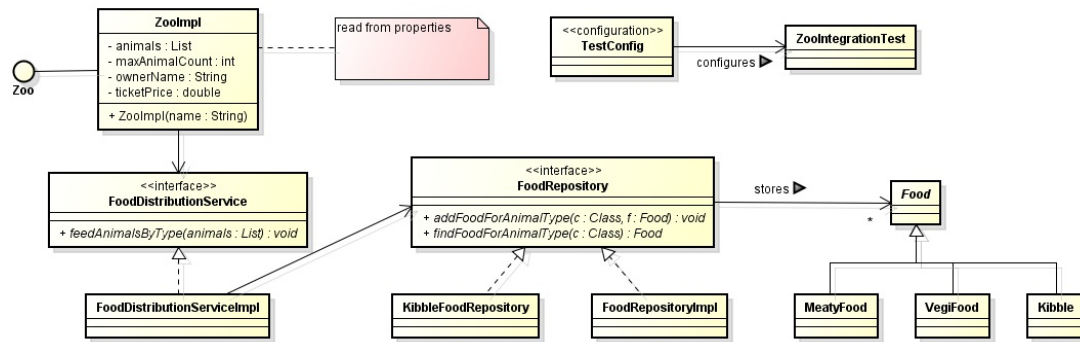 ZooImpl
- animals : List
- maxAnimalCount : int
- ownerName : String
- ticketPrice : double
+ ZooImpl(name : String)
Zoo
read from properties
<<configuration>>
TestConfig
configures
ZooIntegrationTest
<<interface>>
FoodDistributionService
+ feedAnimalsByType(animals : List) : void
<<interface>>
FoodRepository
+ addFoodForAnimalType(c : Class, f : Food) : void
+ findFoodForAnimalType(c : Class) : Food
stores
*
Food
FoodDistributionServiceImpl
KibbleFoodRepository
FoodRepositoryImpl
MeatyFood
VegiFood
Kibble